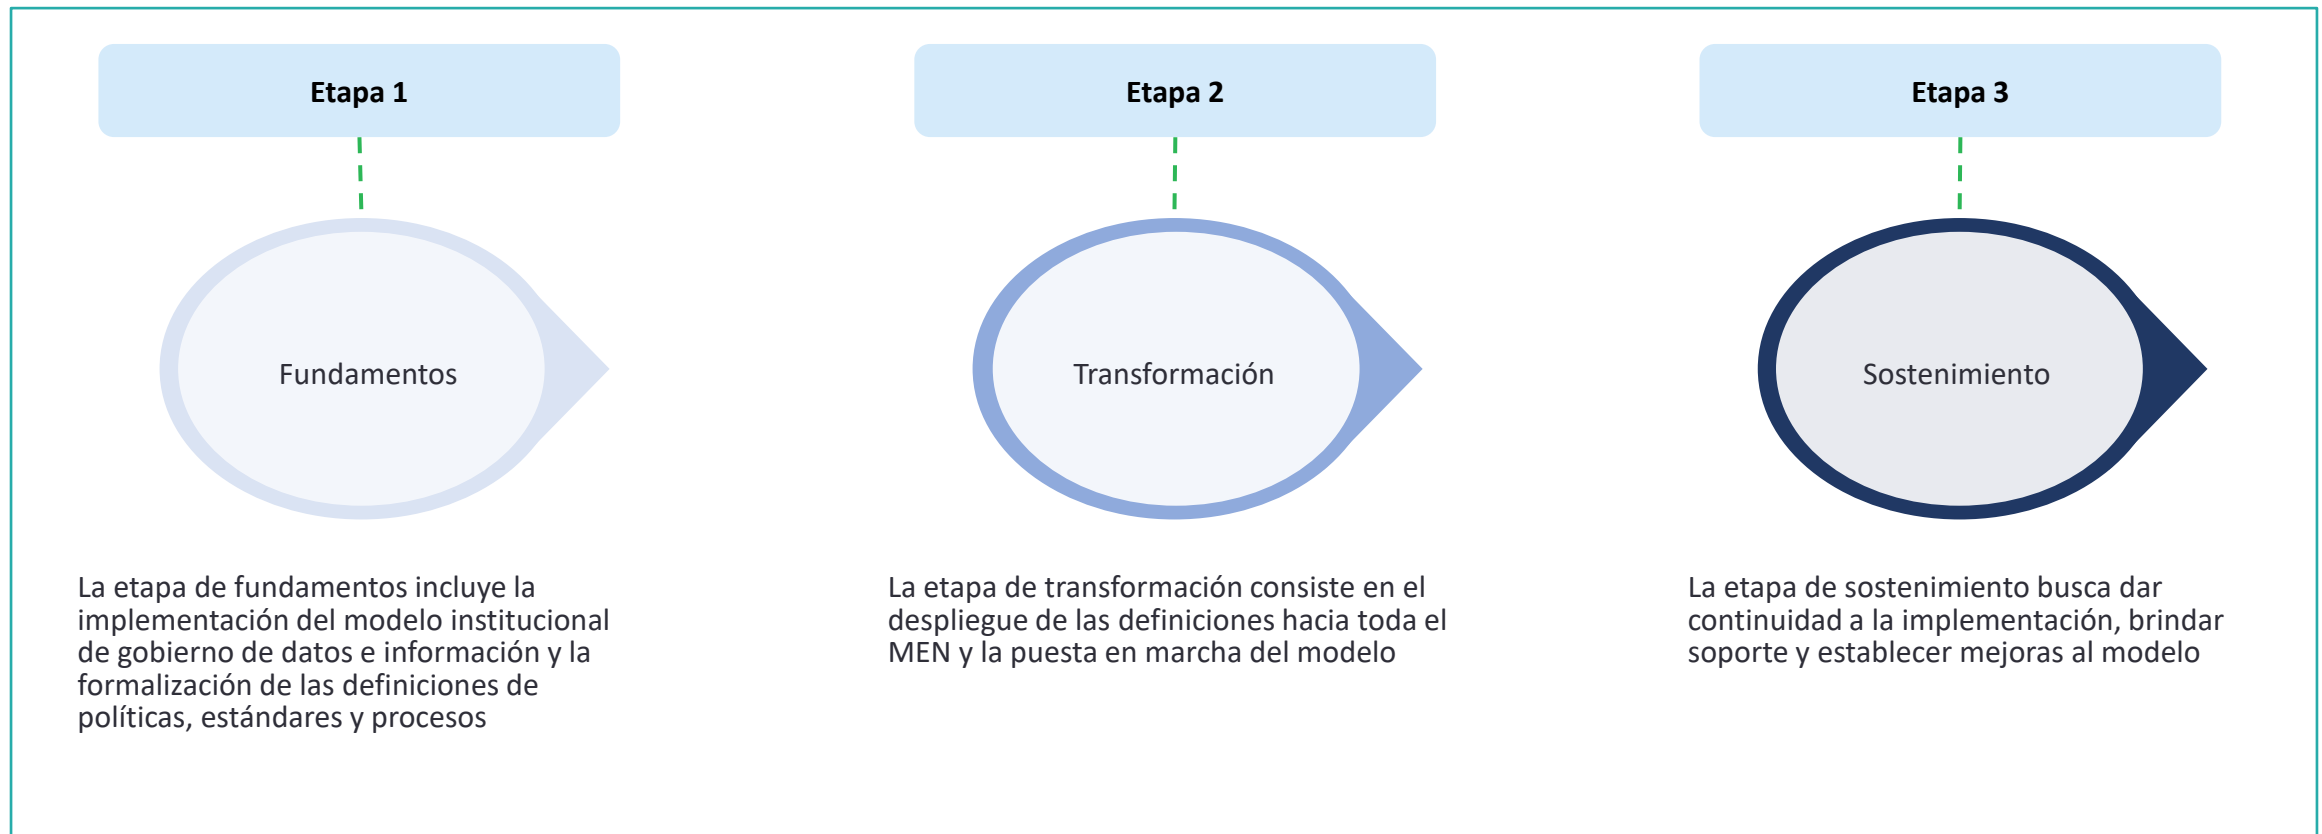 Etapa 1
Etapa 2
Etapa 3
Fundamentos
Transformación
Sostenimiento
La etapa de fundamentos incluye la
implementación del modelo institucional
de gobierno de datos e información y la
formalización de las definiciones de
políticas, estándares y procesos
La etapa de transformación consiste en el
despliegue de las definiciones hacia toda el
MEN y la puesta en marcha del modelo
La etapa de sostenimiento busca dar
continuidad a la implementación, brindar
soporte y establecer mejoras al modelo